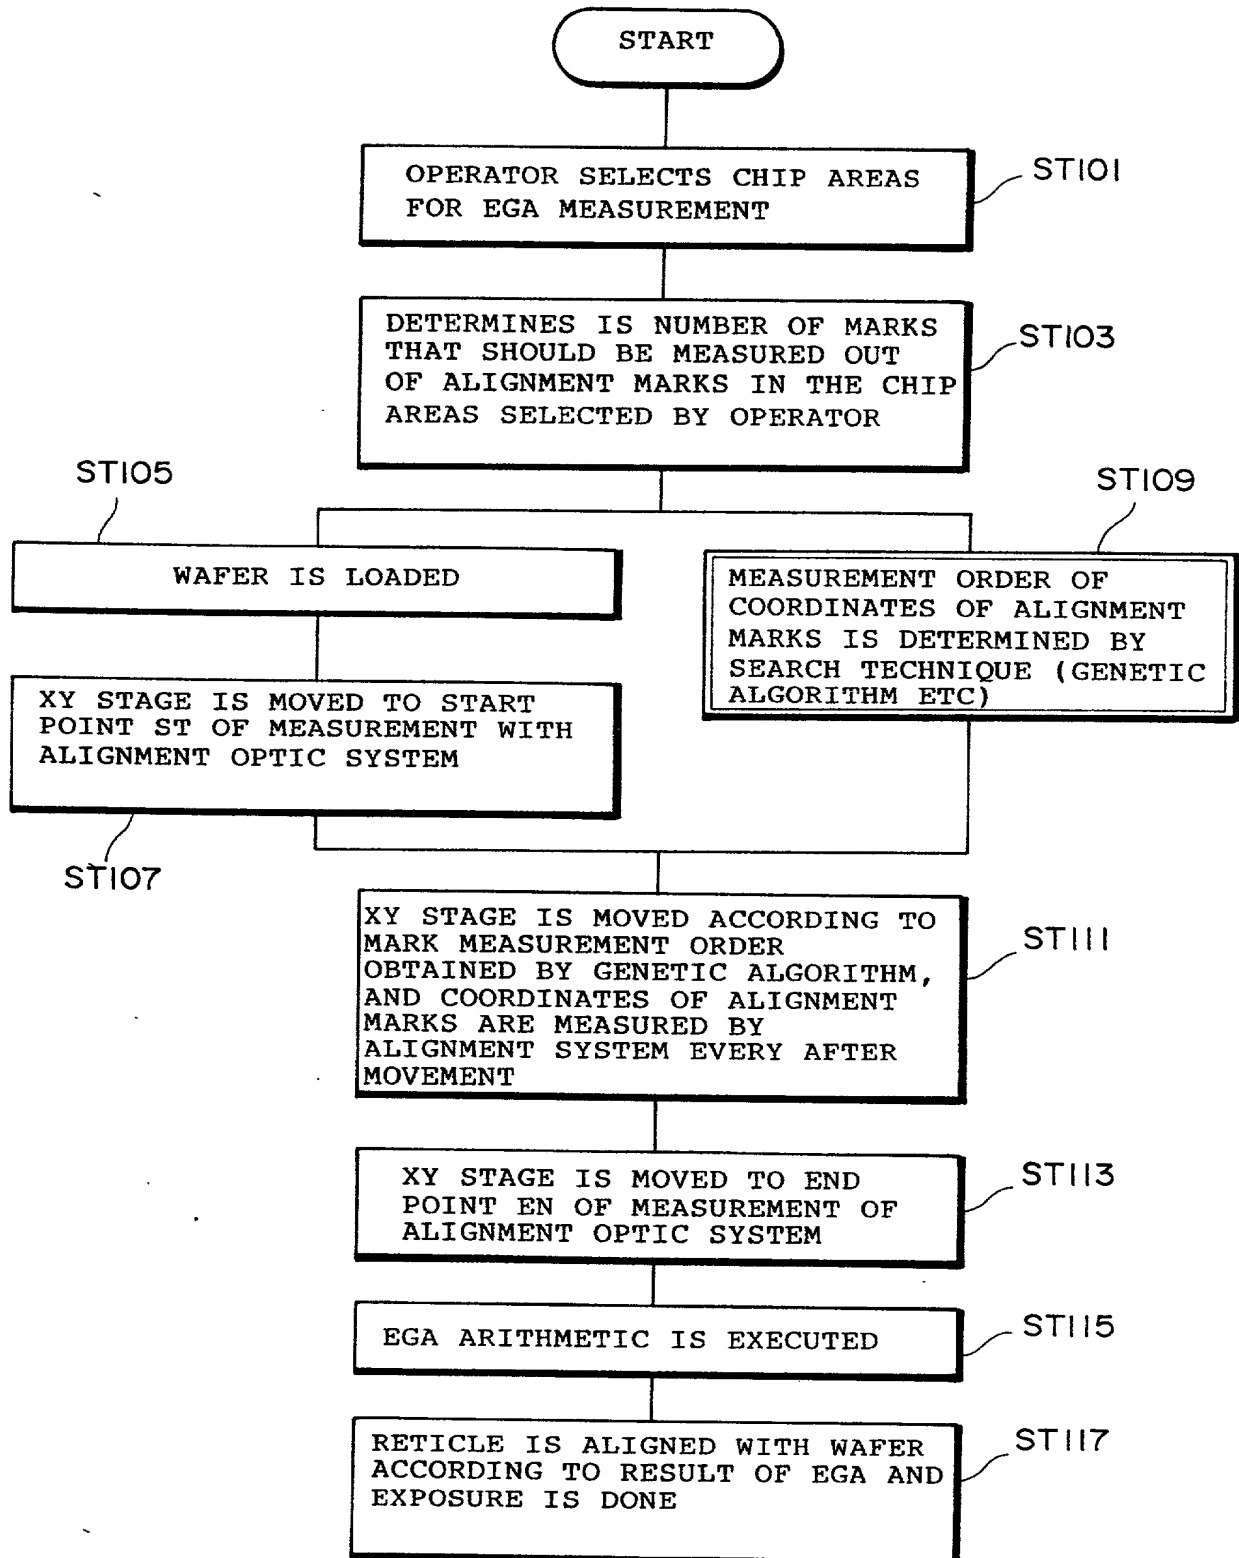 START
OPERATOR SELECTS CHIP AREAS
FOR EGA MEASUREMENT
ST101
DETERMINES IS NUMBER OF MARKS
THAT SHOULD BE MEASURED OUT
OF ALIGNMENT MARKS IN THE CHIP
AREAS SELECTED BY OPERATOR
ST103
ST105
WAFER IS LOADED
XY STAGE IS MOVED TO START
POINT ST OF MEASUREMENT WITH
ALIGNMENT OPTIC SYSTEM
ST107
ST109
MEASUREMENT ORDER OF
COORDINATES OF ALIGNMENT
MARKS IS DETERMINED BY
SEARCH TECHNIQUE (GENETIC
ALGORITHM ETC)
XY STAGE IS MOVED ACCORDING TO
MARK MEASUREMENT ORDER
OBTAINED BY GENETIC ALGORITHM,
AND COORDINATES OF ALIGNMENT
MARKS ARE MEASURED BY
ALIGNMENT SYSTEM EVERY AFTER
MOVEMENT
ST111
XY STAGE IS MOVED TO END
POINT EN OF MEASUREMENT OF
ALIGNMENT OPTIC SYSTEM
ST113
EGA ARITHMETIC IS EXECUTED
ST115
RETICLE IS ALIGNED WITH WAFER
ACCORDING TO RESULT OF EGA AND
EXPOSURE IS DONE
ST117